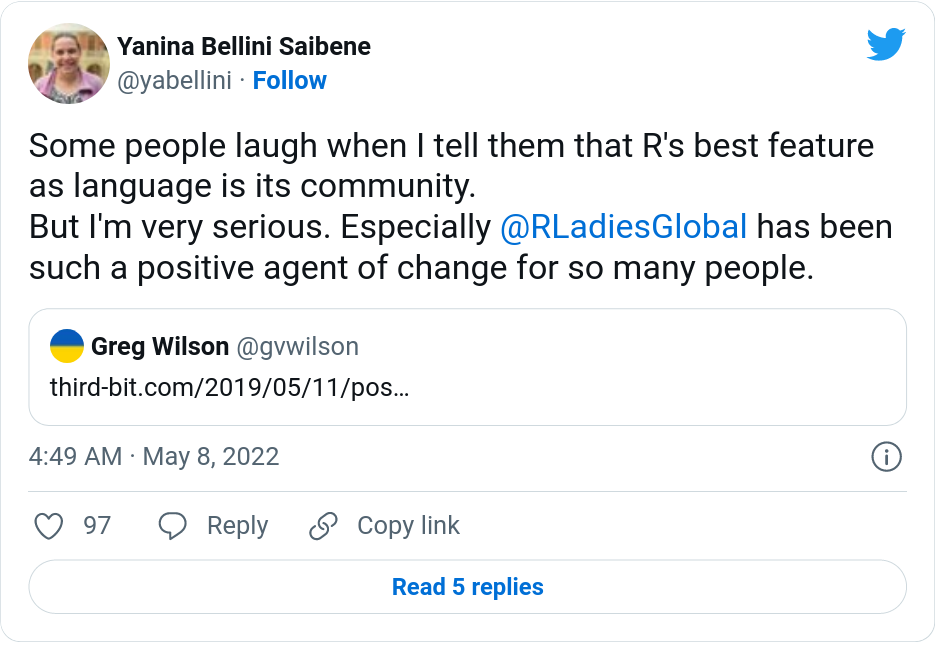 Yanina Bellini Saibene
@yabellini · Follow
Some people laugh when I tell them that R's best feature
as language is its community.
But I'm very serious. Especially @RLadiesGlobal has been
such a positive agent of change for so many people.
Greg Wilson @gvwilson
third-bit.com/2019/05/11/pos…
4:49 AM · May 8, 2022
97 Reply Copy link
Read 5 replies